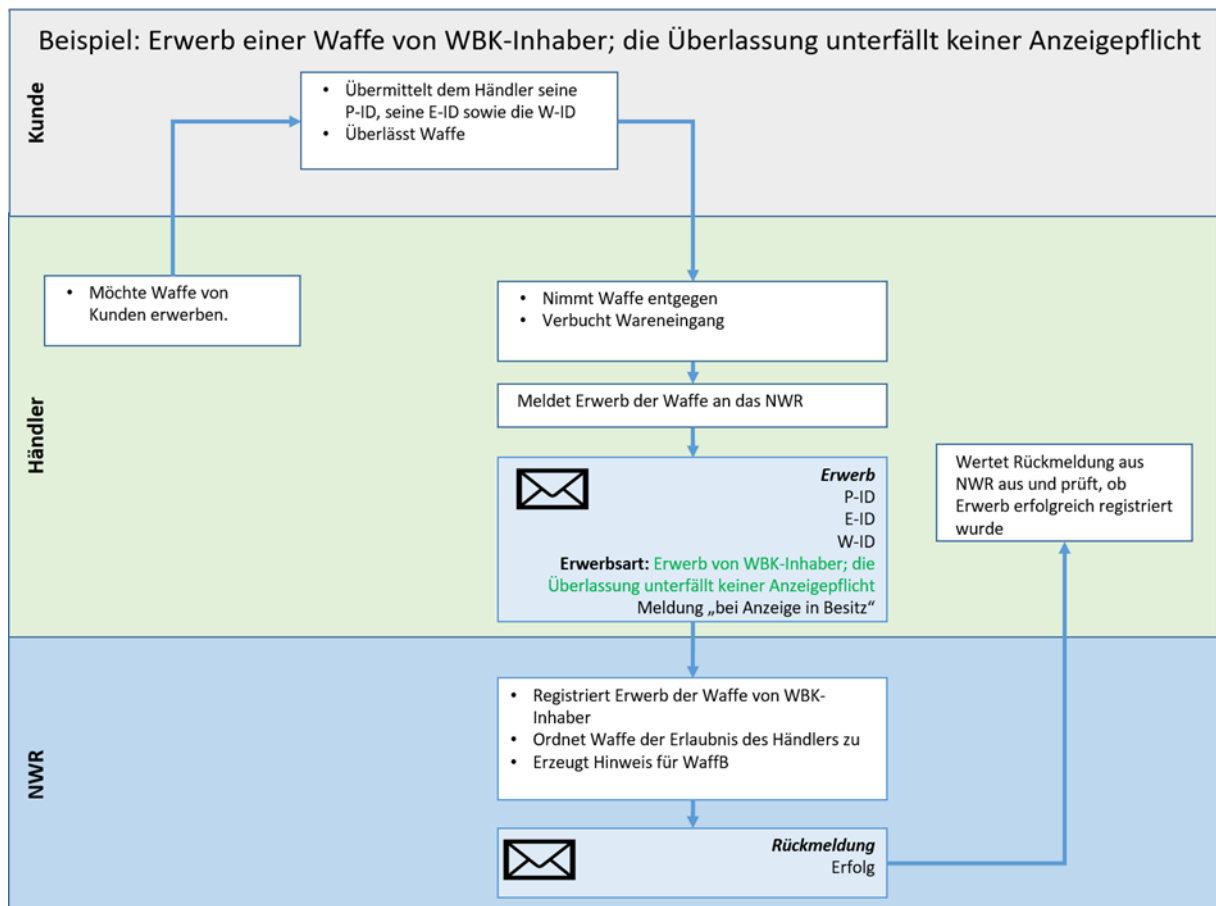 Beispiel: Erwerb einer Waffe von WBK-Inhaber; die Überlassung unterfällt keiner Anzeigepflicht
Kunde
• Übermittelt dem Händler seine
P-ID, seine E-ID sowie die W-ID
• Überlässt Waffe
Händler
• Möchte Waffe von
Kunden erwerben.
• Nimmt Waffe entgegen
• Verbucht Wareneingang
Meldet Erwerb der Waffe an das NWR
Erwerb
P-ID
E-ID
W-ID
Erwerbsart: Erwerb von WBK-Inhaber; die
Überlassung unterfällt keiner Anzeigepflicht
Meldung „bei Anzeige in Besitz“
Wertet Rückmeldung aus
NWR aus und prüft, ob
Erwerb erfolgreich registriert
wurde
NWR
• Registriert Erwerb der Waffe von WBK-
Inhaber
• Ordnet Waffe der Erlaubnis des Händlers zu
• Erzeugt Hinweis für WaffB
Rückmeldung
Erfolg